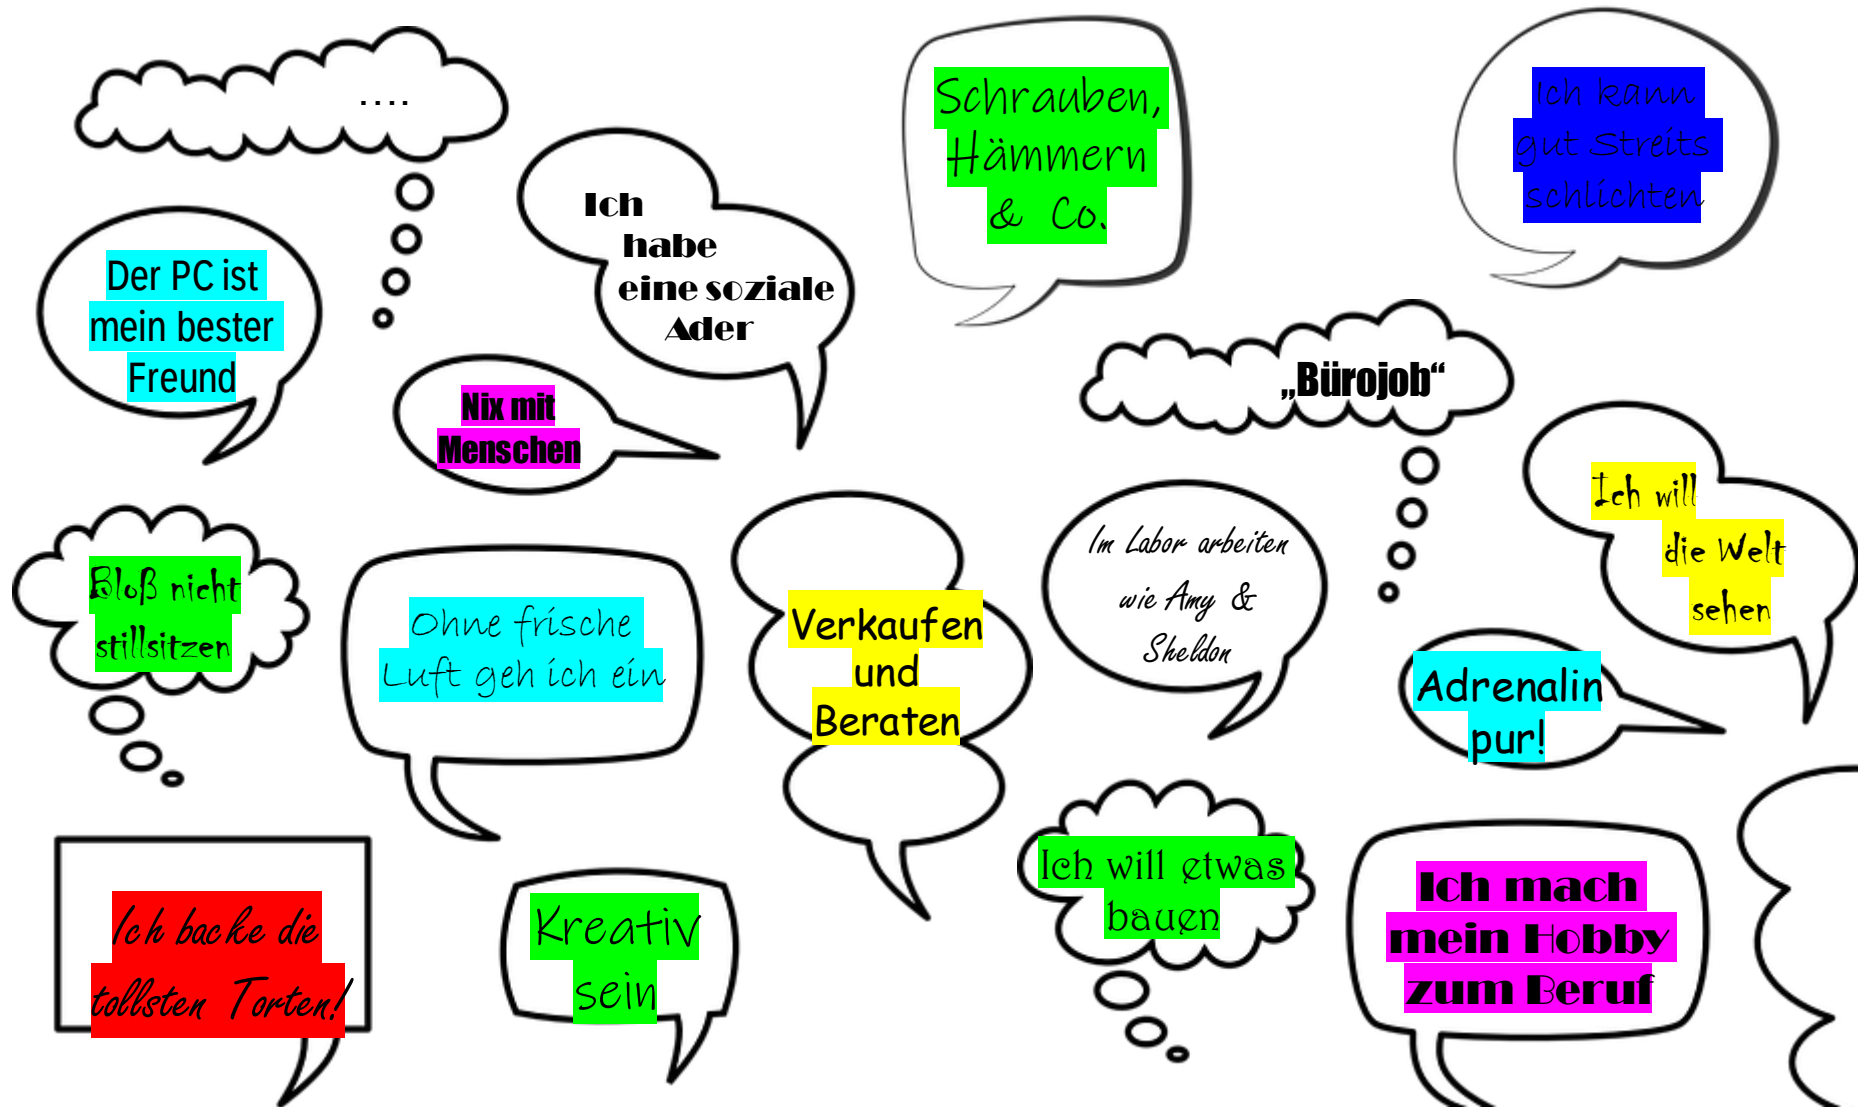 ....
Schrauben,
Hämmern
& Co.
Ich kann
gut Streits
schlichten
Ich
habe
eine soziale
Ader
Der PC ist
mein bester
Freund
Nix mit
Menschen
„Bürojob“
Ich will
die Welt
sehen
Im Labor arbeiten
wie Amy &
Sheldon
Bloß nicht
stillsitzen
Ohne frische
Luft geh ich ein
Verkaufen
und
Beraten
Adrenalin
pur!
Ich will etwas
bauen
Ich mach
mein Hobby
zum Beruf
Ich backe die
tollsten Torten!
Kreativ
sein